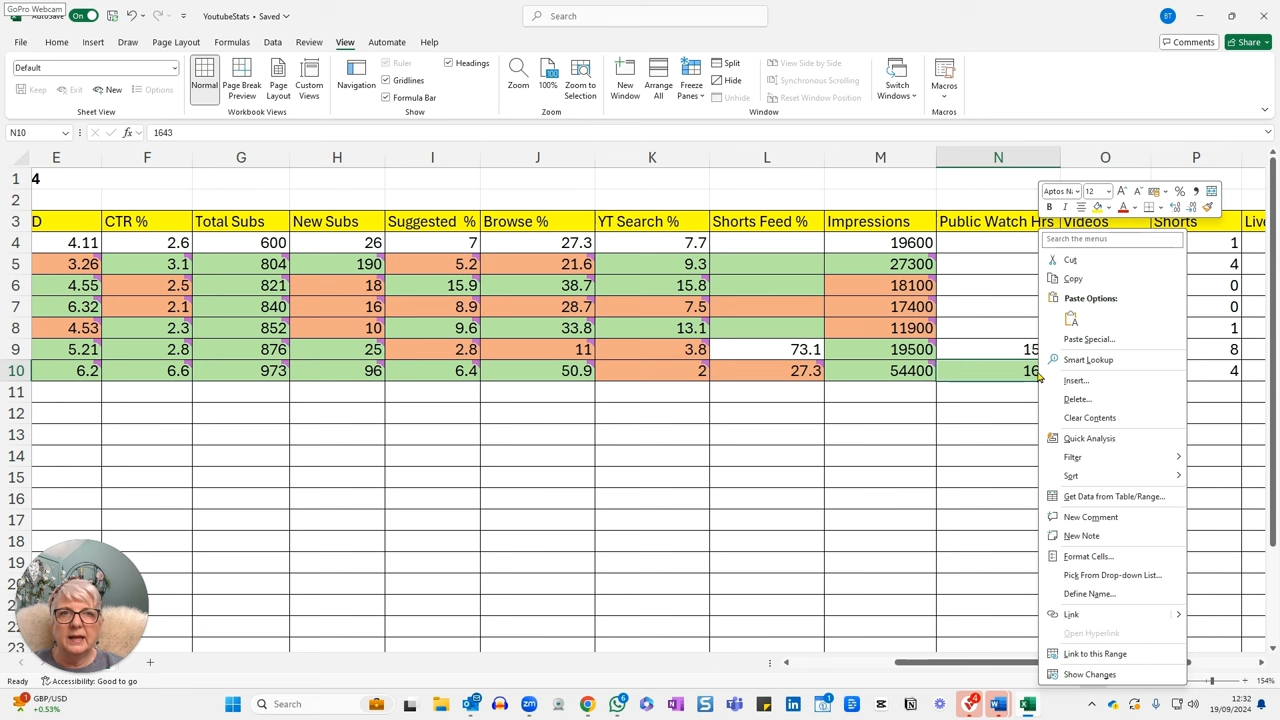 GoPro Webcam
AutoSave On YoutubeStats • Saved Search BT
File Home Insert Draw Page Layout Formulas Data Review View Automate Help Comments Share
Default
Keep Exit New Options
Sheet View
Normal Page Break Preview Page Layout Custom Views
Workbook Views
Navigation Ruler Headings Gridlines Formula Bar
Show
Zoom 100% Zoom to Selection
Zoom
New Window Arrange All Freeze Panes Split Hide Unhide View Side by Side Synchronous Scrolling Reset Window Position Switch Windows
Window
Macros
Macros
N10 fx 1643
E F G H I J K L M N O P
1 4
2
3 D CTR % Total Subs New Subs Suggested % Browse % YT Search % Shorts Feed % Impressions Public Watch Hrs Videos Shorts Live
4 4.11 2.6 600 26 7 27.3 7.7 19600 1
5 3.26 3.1 804 190 5.2 21.6 9.3 27300 4
6 4.55 2.5 821 18 15.9 38.7 15.8 18100 0
7 6.32 2.1 840 16 8.9 28.7 7.5 17400 0
8 4.53 2.3 852 10 9.6 33.8 13.1 11900 1
9 5.21 2.8 876 25 2.8 11 3.8 73.1 19500 15 8
10 6.2 6.6 973 96 6.4 50.9 2 27.3 54400 16 4
11
12
13
14
15
16
17
18
19
20
21
22
23
Aptos Na 12
B I A
Search the menus
Cut
Copy
Paste Options:
Paste Special...
Smart Lookup
Insert...
Delete...
Clear Contents
Quick Analysis
Filter
Sort
Get Data from Table/Range...
New Comment
New Note
Format Cells...
Pick From Drop-down List...
Define Name...
Link
Open Hyperlink
Link to this Range
Show Changes
Ready Accessibility: Good to go 154%
GBP/USD
+0.53%
Search
12:32
19/09/2024